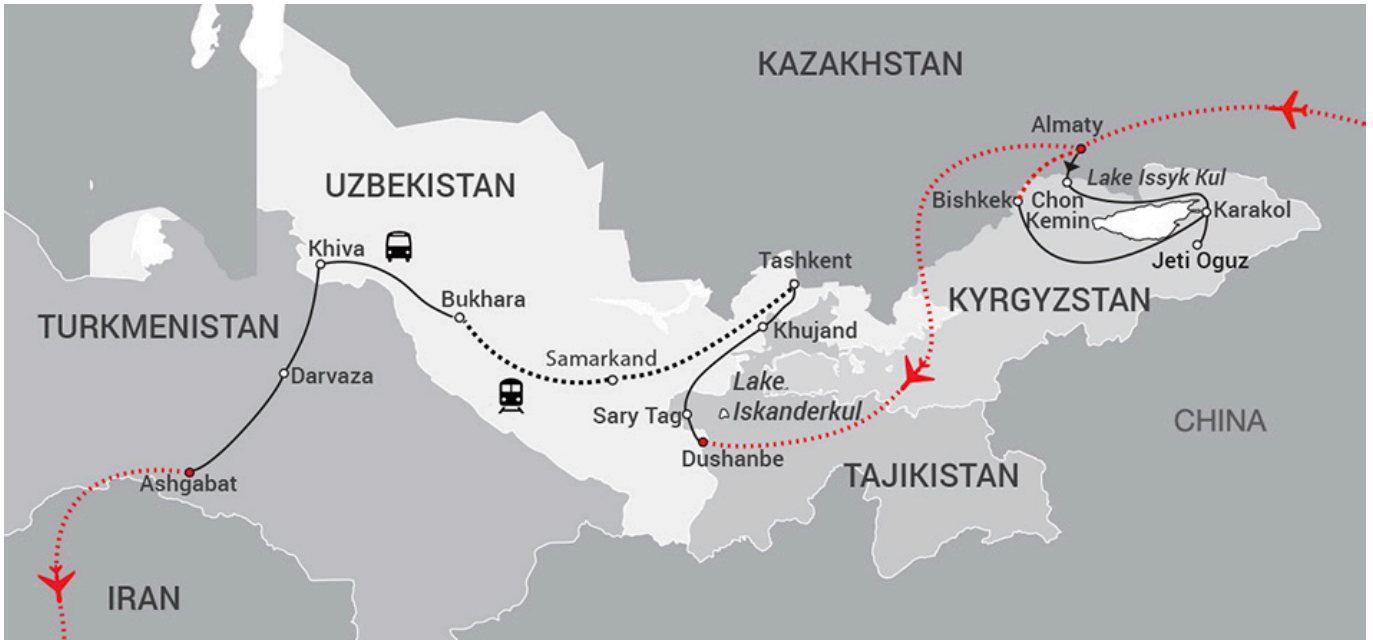 KAZAKHSTAN
Almaty
Lake Issyk Kul
UZBEKISTAN
Bishkek
Chon
Kemin
Karakol
Khiva
Jeti Oguz
Tashkent
Bukhara
KYRGYZSTAN
TURKMENISTAN
Khujand
Samarkand
Darvaza
Lake
Iskanderkul
Sary Tag
CHINA
Dushanbe
TAJIKISTAN
Ashgabat
IRAN